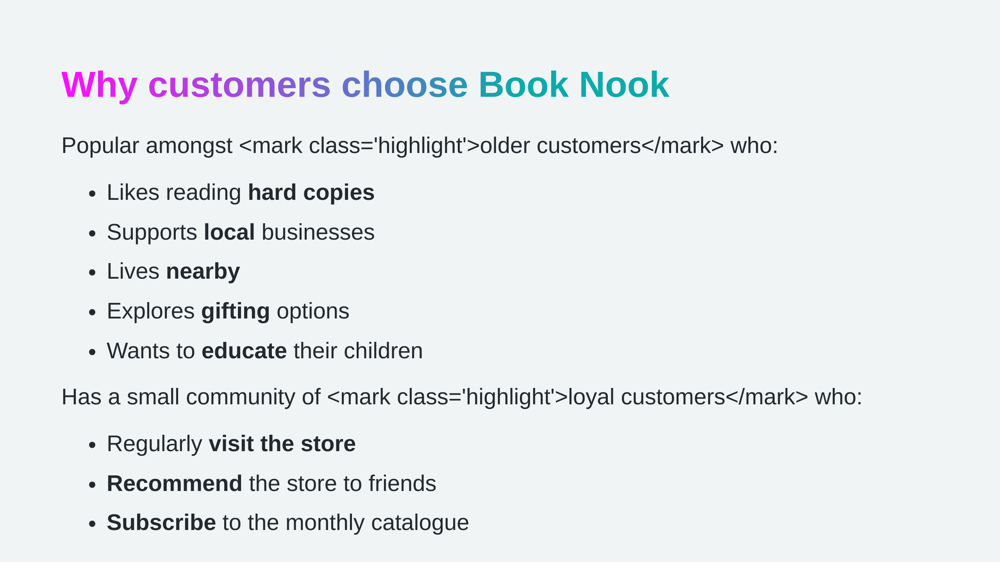 Why customers choose Book Nook
Popular amongst <mark class='highlight'>older customers</mark> who:
• Likes reading hard copies
• Supports local businesses
• Lives nearby
• Explores gifting options
• Wants to educate their children
Has a small community of <mark class='highlight'>loyal customers</mark> who:
• Regularly visit the store
• Recommend the store to friends
• Subscribe to the monthly catalogue